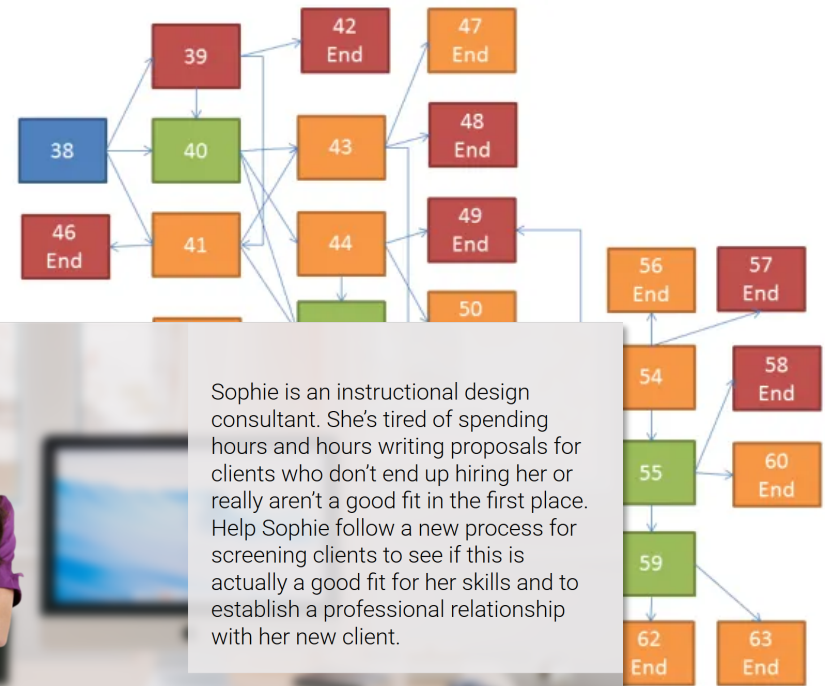 42
End
47
End
39
48
End
38
40
43
49
End
46
End
41
44
56
End
57
End
50
54
58
End
Sophie is an instructional design
consultant. She’s tired of spending
hours and hours writing proposals for
clients who don’t end up hiring her or
really aren’t a good fit in the first place.
Help Sophie follow a new process for
screening clients to see if this is
actually a good fit for her skills and to
establish a professional relationship
with her new client.
55
60
End
59
62
End
63
End